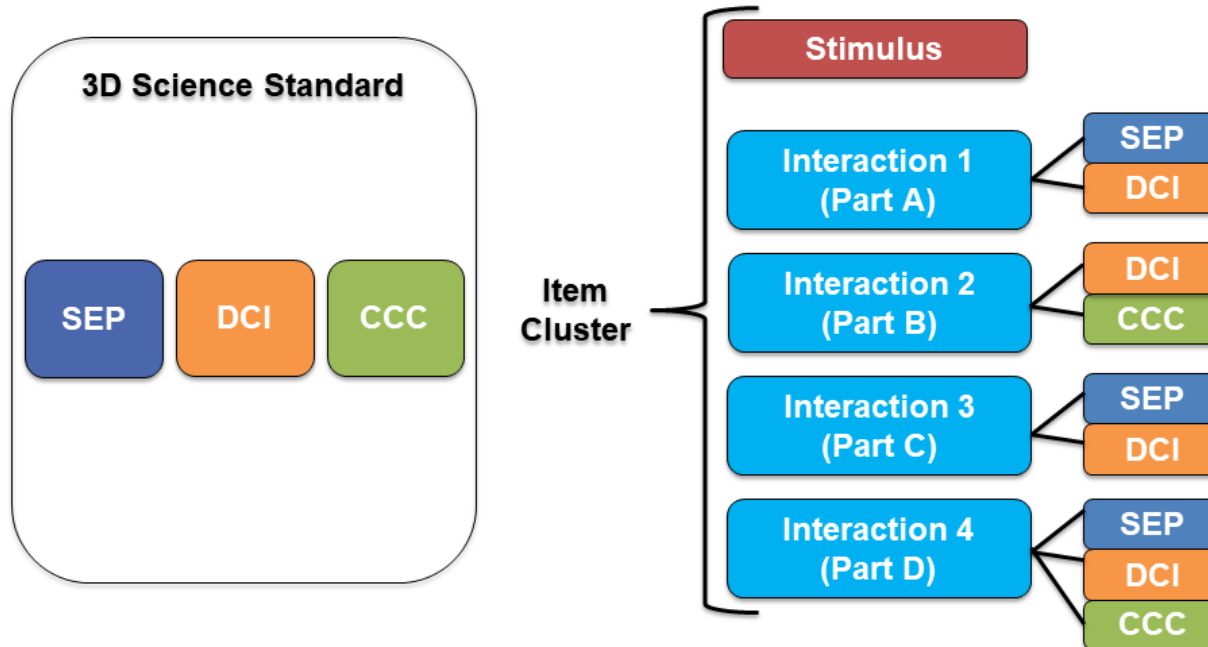 3D Science Standard
SEP
DCI
CCC
Item
Cluster
Stimulus
Interaction 1
(Part A)
SEP
DCI
Interaction 2
(Part B)
DCI
CCC
Interaction 3
(Part C)
SEP
DCI
Interaction 4
(Part D)
SEP
DCI
CCC